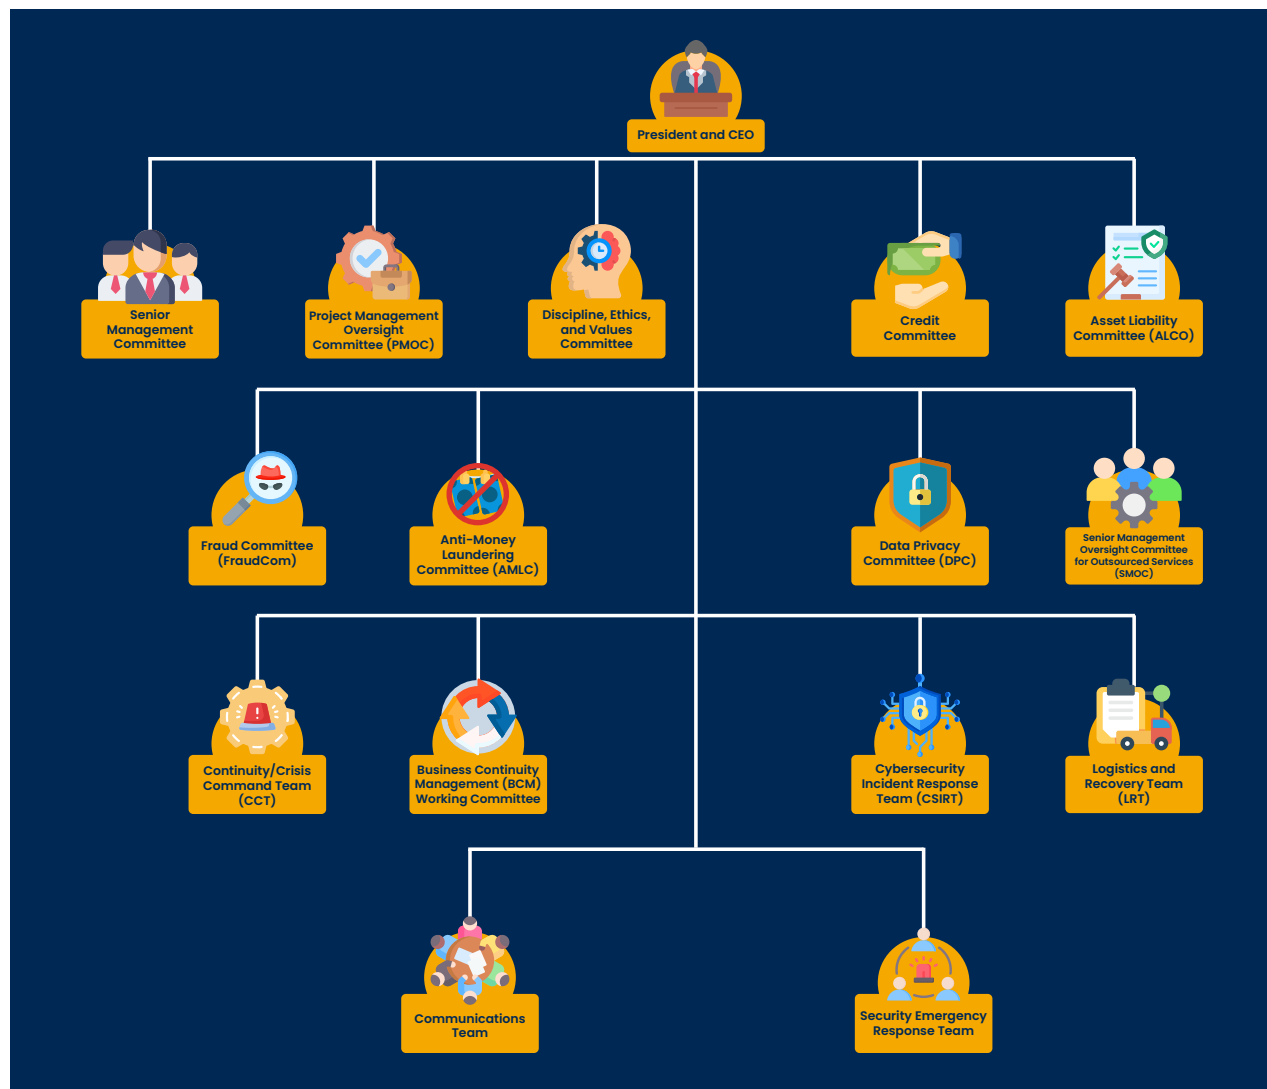 President and CEO
Senior
Management
Committee
Project Management
Oversight
Committee (PMOC)
Discipline, Ethics,
and Values
Committee
Credit
Committee
Asset Liability
Committee (ALCO)
Fraud Committee
(FraudCom)
Anti-Money
Laundering
Committee (AMLC)
Data Privacy
Committee (DPC)
Senior Management
Oversight Committee
for Outsourced Services
(SMOC)
Continuity/Crisis
Command Team
(CCT)
Business Continuity
Management (BCM)
Working Committee
Cybersecurity
Incident Response
Team (CSIRT)
Logistics and
Recovery Team
(LRT)
Communications
Team
Security Emergency
Response Team